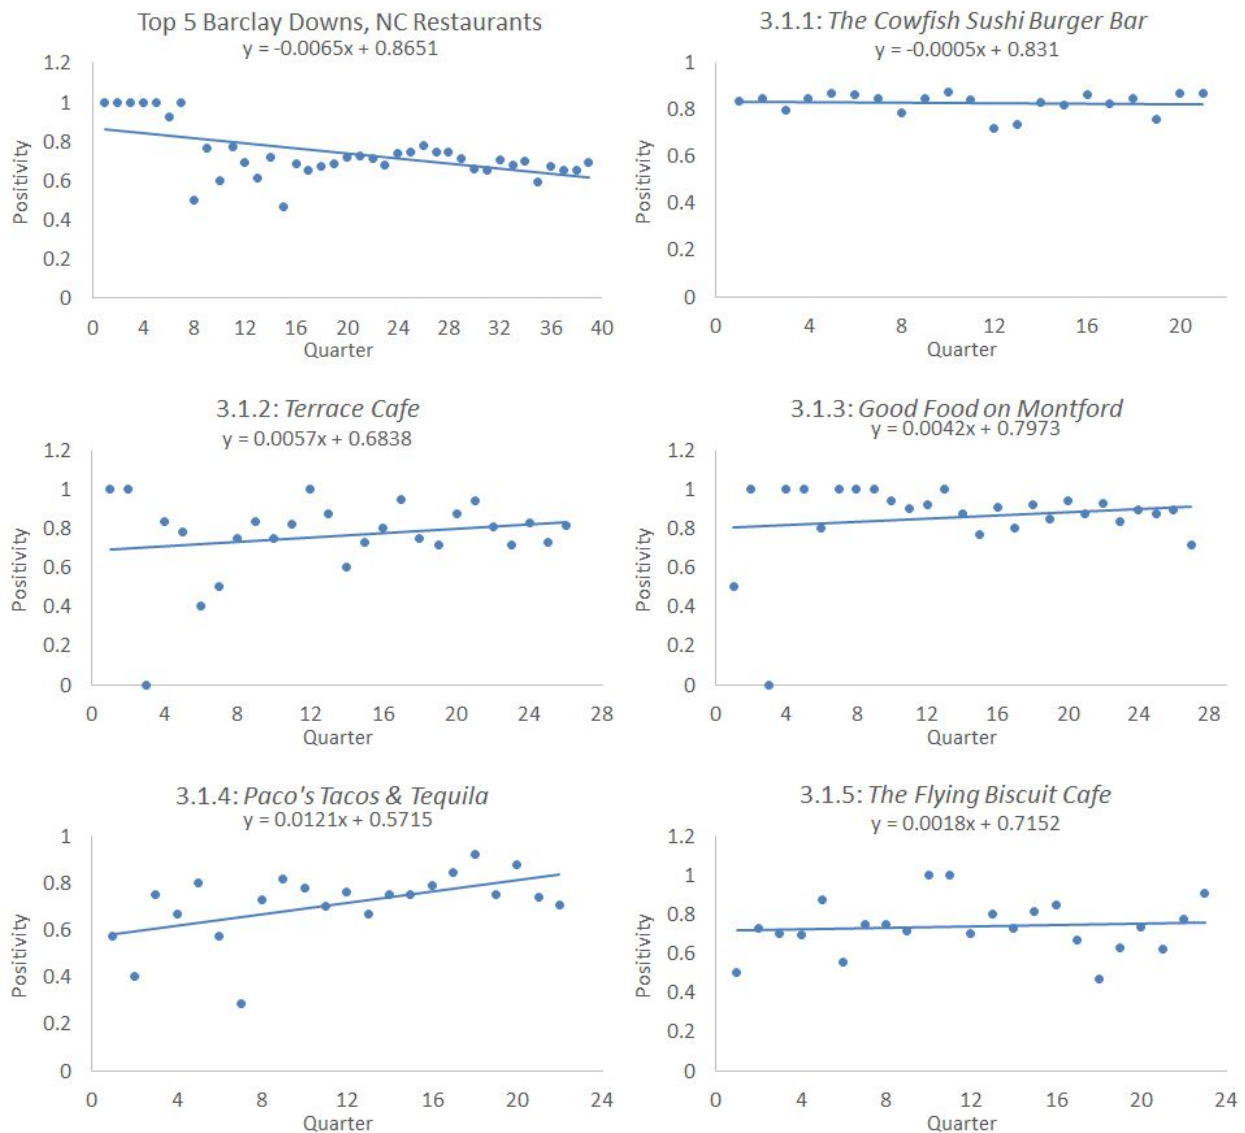 Top 5 Barclay Downs, NC Restaurants
y = -0.0065x + 0.8651
1.2
1
0.8
0.6
0.4
0.2
0
Positivity
0 4 8 12 16 20 24 28 32 36 40
Quarter
3.1.1: The Cowfish Sushi Burger Bar
y = -0.0005x + 0.831
1
0.8
0.6
0.4
0.2
0
Positivity
0 4 8 12 16 20
Quarter
3.1.2: Terrace Cafe
y = 0.0057x + 0.6838
1.2
1
0.8
0.6
0.4
0.2
0
Positivity
0 4 8 12 16 20 24 28
Quarter
3.1.3: Good Food on Montford
y = 0.0042x + 0.7973
1.2
1
0.8
0.6
0.4
0.2
0
Positivity
0 4 8 12 16 20 24 28
Quarter
3.1.4: Paco's Tacos & Tequila
y = 0.0121x + 0.5715
1
0.8
0.6
0.4
0.2
0
Positivity
0 4 8 12 16 20 24
Quarter
3.1.5: The Flying Biscuit Cafe
y = 0.0018x + 0.7152
1.2
1
0.8
0.6
0.4
0.2
0
Positivity
0 4 8 12 16 20 24
Quarter